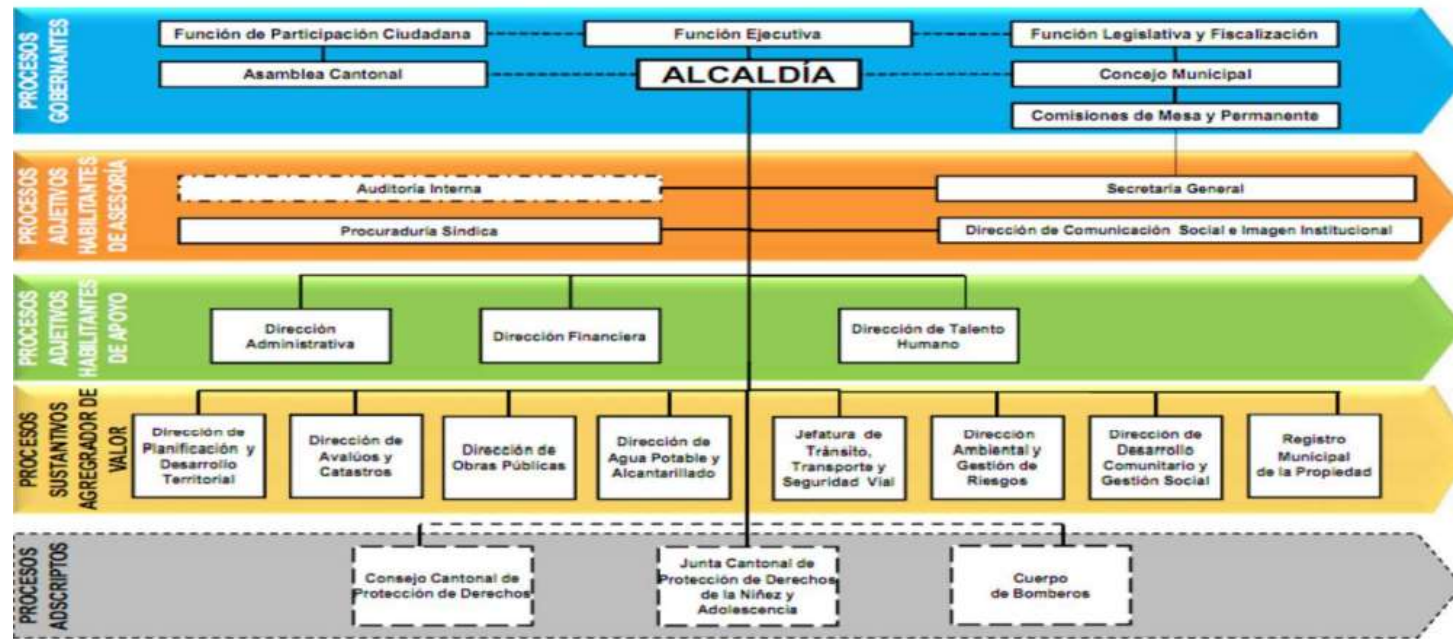 PROCESOS
GOBERNANTES
Función de Participación Ciudadana
Función Ejecutiva
Función Legislativa y Fiscalización
Asamblea Cantonal
ALCALDÍA
Concejo Municipal
Comisiones de Mesa y Permanente
PROCESOS
ADJETIVOS
HABILITANTES
DE ASESORÍA
Auditoría Interna
Secretaría General
Procuraduría Síndica
Dirección de Comunicación Social e Imagen Institucional
PROCESOS
ADJETIVOS
HABILITANTES
DE APOYO
Dirección
Administrativa
Dirección Financiera
Dirección de Talento
Humano
PROCESOS
SUSTANTIVOS
AGREGRADOR DE
VALOR
Dirección de
Planificación y
Desarrollo
Territorial
Dirección de
Avalúos y
Catastros
Dirección de
Obras Públicas
Dirección de
Agua Potable y
Alcantarillado
Jefatura de
Tránsito,
Transporte y
Seguridad Vial
Dirección
Ambiental y
Gestión de
Riesgos
Dirección de
Desarrollo
Comunitario y
Gestión Social
Registro
Municipal
de la Propiedad
PROCESOS
ADSCRIPTOS
Consejo Cantonal de
Protección de Derechos
Junta Cantonal de
Protección de Derechos
de la Niñez y
Adolescencia
Cuerpo
de Bomberos